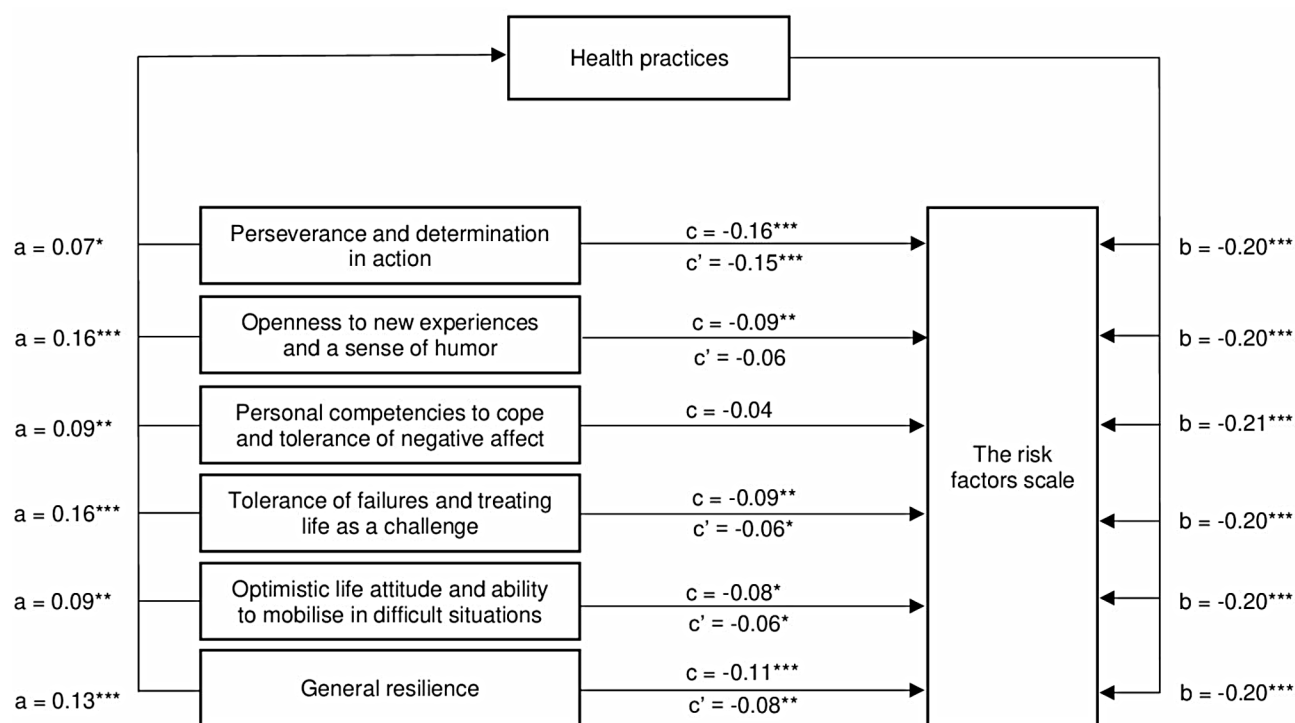 Health practices
a = 0.07*
Perseverance and determination
in action
c = -0.16***
c’ = -0.15***
b = -0.20***
a = 0.16***
Openness to new experiences
and a sense of humor
c = -0.09**
c’ = -0.06
b = -0.20***
a = 0.09**
Personal competencies to cope
and tolerance of negative affect
c = -0.04
b = -0.21***
The risk
factors scale
a = 0.16***
Tolerance of failures and treating
life as a challenge
c = -0.09**
c’ = -0.06*
b = -0.20***
a = 0.09**
Optimistic life attitude and ability
to mobilise in difficult situations
c = -0.08*
c’ = -0.06*
b = -0.20***
a = 0.13***
General resilience
c = -0.11***
c’ = -0.08**
b = -0.20***